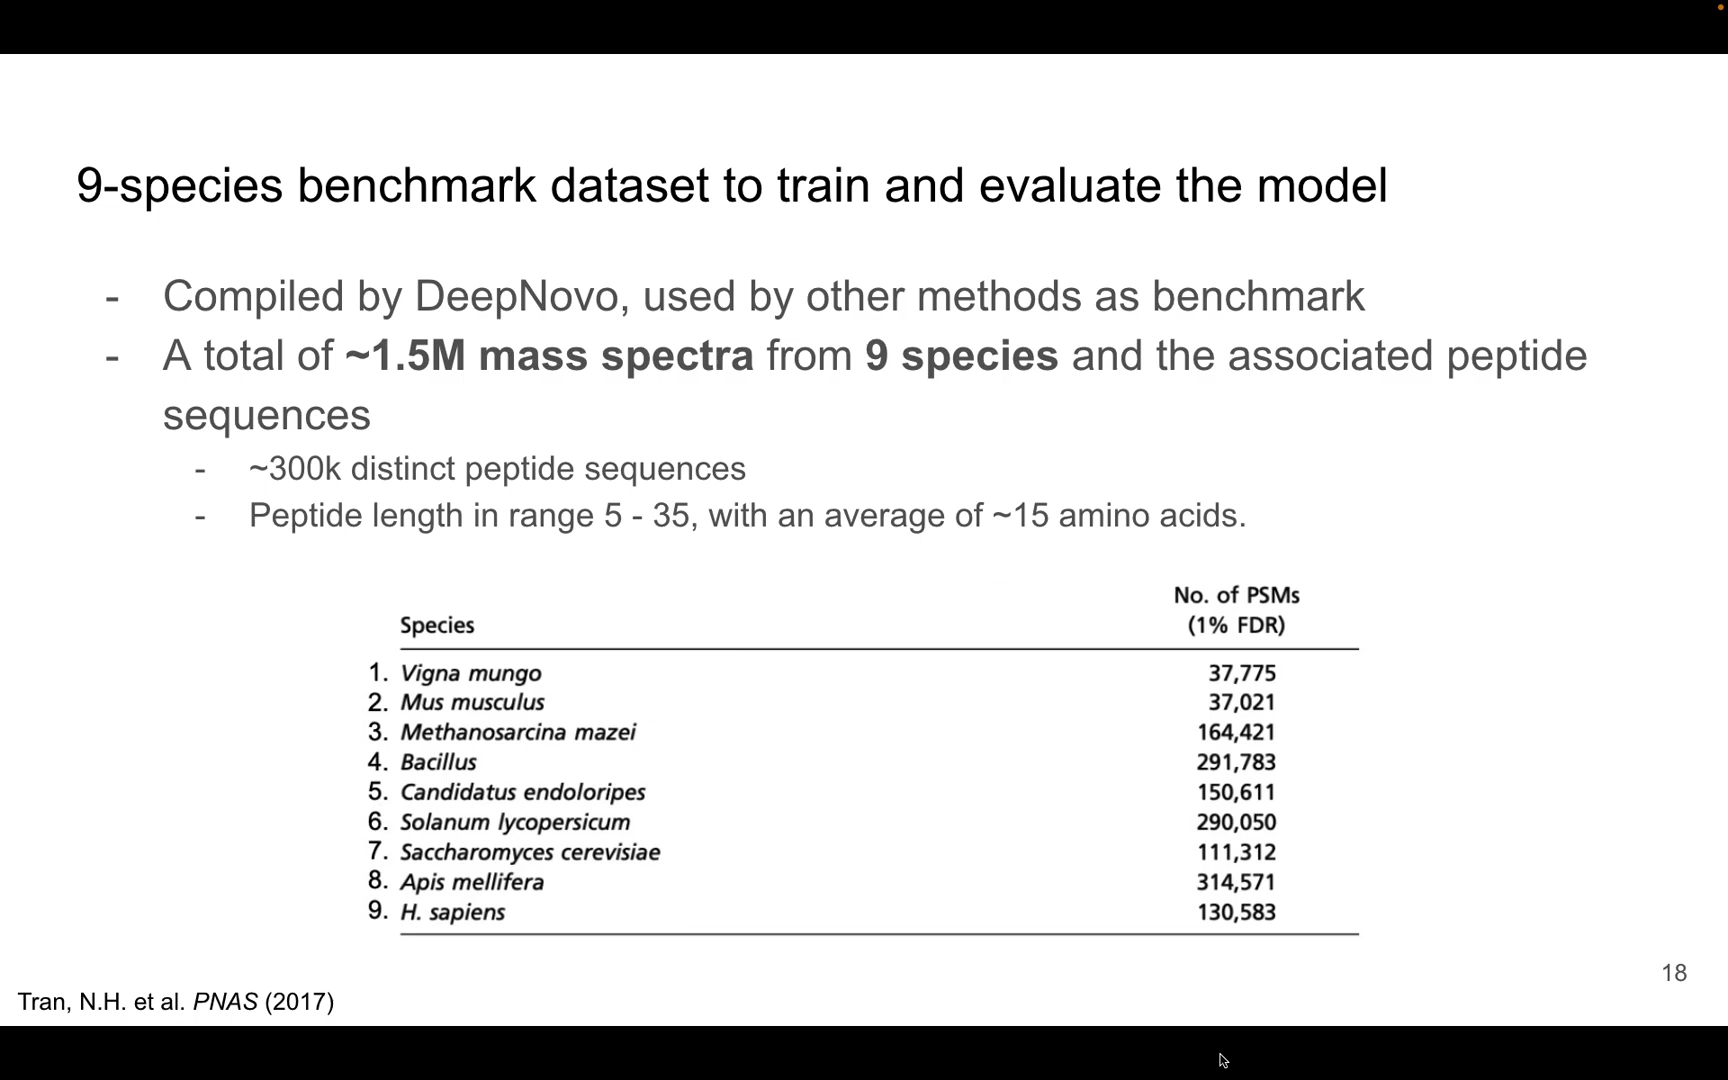 9-species benchmark dataset to train and evaluate the model
- Compiled by DeepNovo, used by other methods as benchmark
- A total of ~1.5M mass spectra from 9 species and the associated peptide
sequences
- ~300k distinct peptide sequences
- Peptide length in range 5 - 35, with an average of ~15 amino acids.
No. of PSMs
Species (1% FDR)
1. Vigna mungo 37,775
2. Mus musculus 37,021
3. Methanosarcina mazei 164,421
4. Bacillus 291,783
5. Candidatus endoloripes 150,611
6. Solanum lycopersicum 290,050
7. Saccharomyces cerevisiae 111,312
8. Apis mellifera 314,571
9. H. sapiens 130,583
18
Tran, N.H. et al. PNAS (2017)